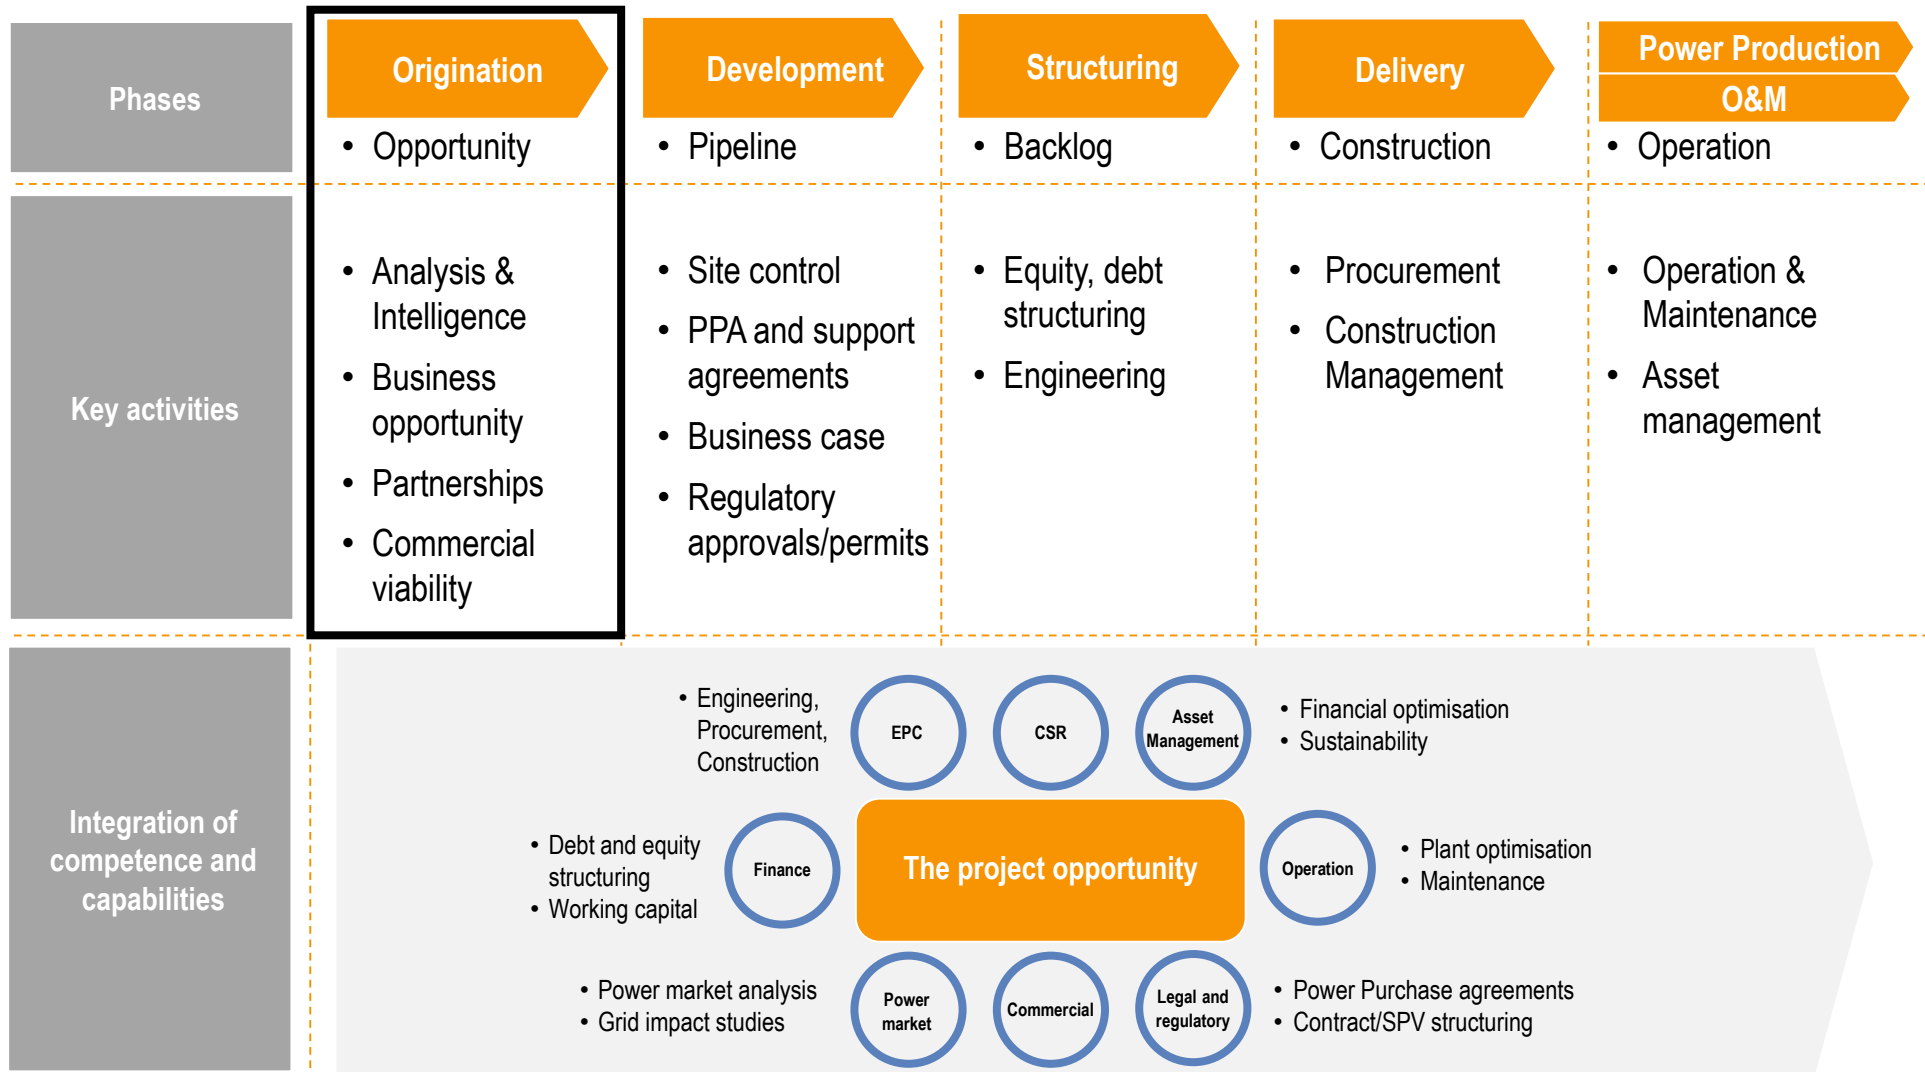 Phases
Origination
Development
Structuring
Delivery
Power Production
O&M
• Opportunity
• Pipeline
• Backlog
• Construction
• Operation
Key activities
• Analysis &
Intelligence
• Business
opportunity
• Partnerships
• Commercial
viability
• Site control
• PPA and support
agreements
• Business case
• Regulatory
approvals/permits
• Equity, debt
structuring
• Engineering
• Procurement
• Construction
Management
• Operation &
Maintenance
• Asset
management
Integration of
competence and
capabilities
• Engineering,
Procurement,
Construction
EPC
CSR
Asset
Management
• Financial optimisation
• Sustainability
• Debt and equity
structuring
• Working capital
Finance
The project opportunity
Operation
• Plant optimisation
• Maintenance
• Power market analysis
• Grid impact studies
Power
market
Commercial
Legal and
regulatory
• Power Purchase agreements
• Contract/SPV structuring